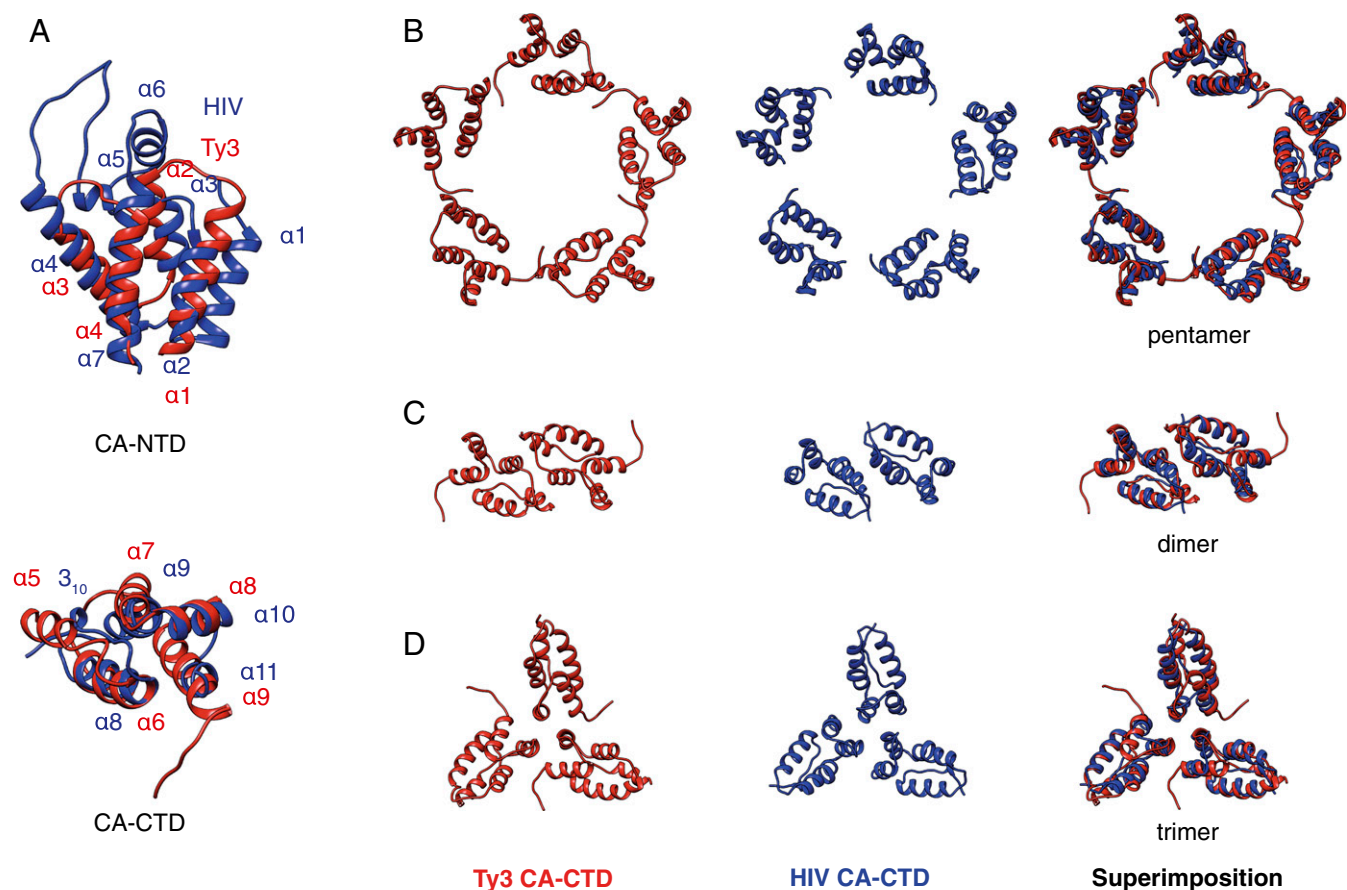 A
α6
HIV
α5
Ty3
α2
α3
α1
α4
α3
α4
α7
α2
α1
CA-NTD
α7
α5
3₁₀
α9
α8
α10
α11
α9
α8
α6
CA-CTD
B
pentamer
C
dimer
D
trimer
Ty3 CA-CTD
HIV CA-CTD
Superimposition